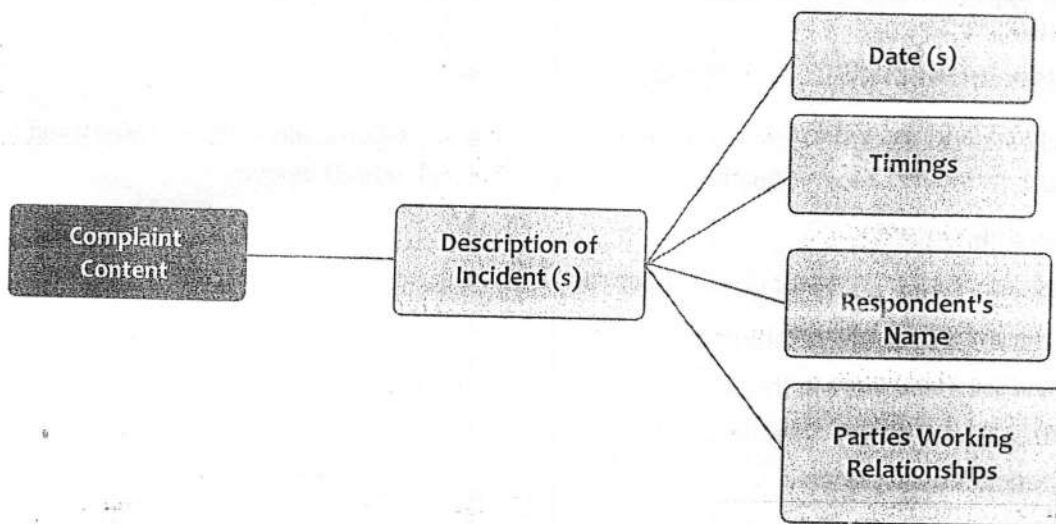 Complaint
Content
Description of
Incident (s)
Date (s)
Timings
Respondent's
Name
Parties Working
Relationships